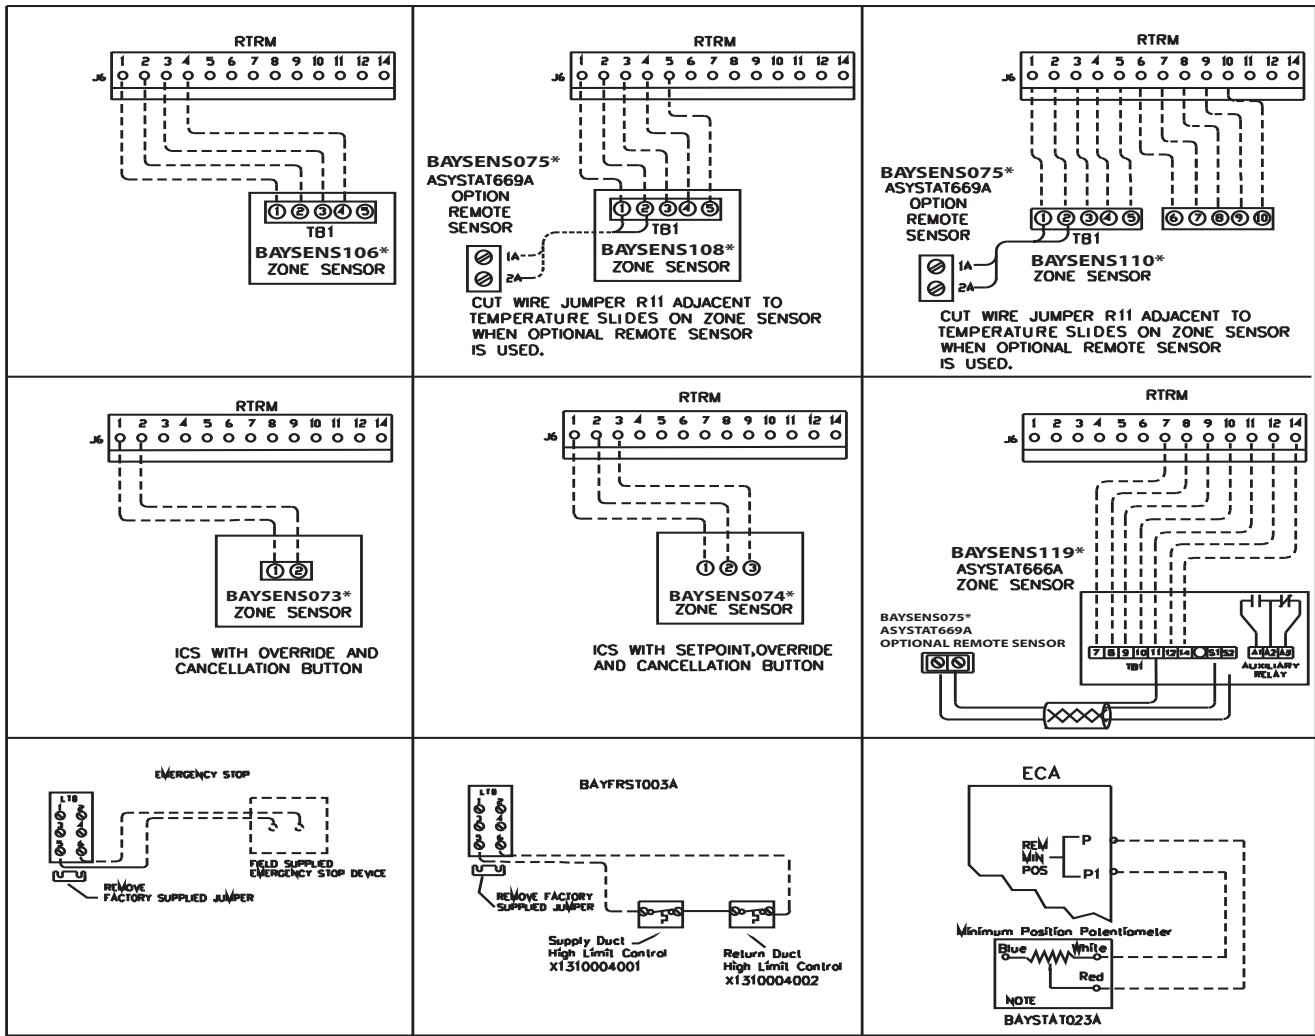 RTRM
1 2 3 4 5 6 7 8 9 10 11 12 14
J6
1 2 3 4 5
TB1
BAYSENS106*
ZONE SENSOR
RTRM
1 2 3 4 5 6 7 8 9 10 11 12 14
J6
BAYSENS075*
ASYSTAT669A
OPTION
REMOTE
SENSOR
1 2 3 4 5
TB1
BAYSENS108*
ZONE SENSOR
1A
2A
CUT WIRE JUMPER R11 ADJACENT TO
TEMPERATURE SLIDES ON ZONE SENSOR
WHEN OPTIONAL REMOTE SENSOR
IS USED.
RTRM
1 2 3 4 5 6 7 8 9 10 11 12 14
J6
BAYSENS075*
ASYSTAT669A
OPTION
REMOTE
SENSOR
1 2 3 4 5
6 7 8 9 10
TB1
BAYSENS110*
ZONE SENSOR
1A
2A
CUT WIRE JUMPER R11 ADJACENT TO
TEMPERATURE SLIDES ON ZONE SENSOR
WHEN OPTIONAL REMOTE SENSOR
IS USED.
RTRM
1 2 3 4 5 6 7 8 9 10 11 12 14
J6
1 2
BAYSENS073*
ZONE SENSOR
ICS WITH OVERRIDE AND
CANCELLATION BUTTON
RTRM
1 2 3 4 5 6 7 8 9 10 11 12 14
J6
1 2 3
BAYSENS074*
ZONE SENSOR
ICS WITH SETPOINT,OVERRIDE
AND CANCELLATION BUTTON
RTRM
1 2 3 4 5 6 7 8 9 10 11 12 14
J6
BAYSENS119*
ASYSTAT666A
ZONE SENSOR
BAYSENS075*
ASYSTAT669A
OPTIONAL REMOTE SENSOR
7 8 9 10 11 12 14 S1 S2
TB1
A1 A2 A3
AUXILIARY
RELAY
EMERGENCY STOP
LTB
1 2
3 4
5 6
FIELD SUPPLIED
EMERGENCY STOP DEVICE
REMOVE
FACTORY SUPPLIED JUMPER
BAYFRST003A
LTB
1 2
3 4
5 6
REMOVE FACTORY
SUPPLIED JUMPER
Supply Duct
High Limit Control
X1310004001
Return Duct
High Limit Control
X1310004002
ECA
REM
MIN
POS
P
P1
Minimum Position Potentiometer
Blue
White
Red
NOTE
BAYSTAT023A